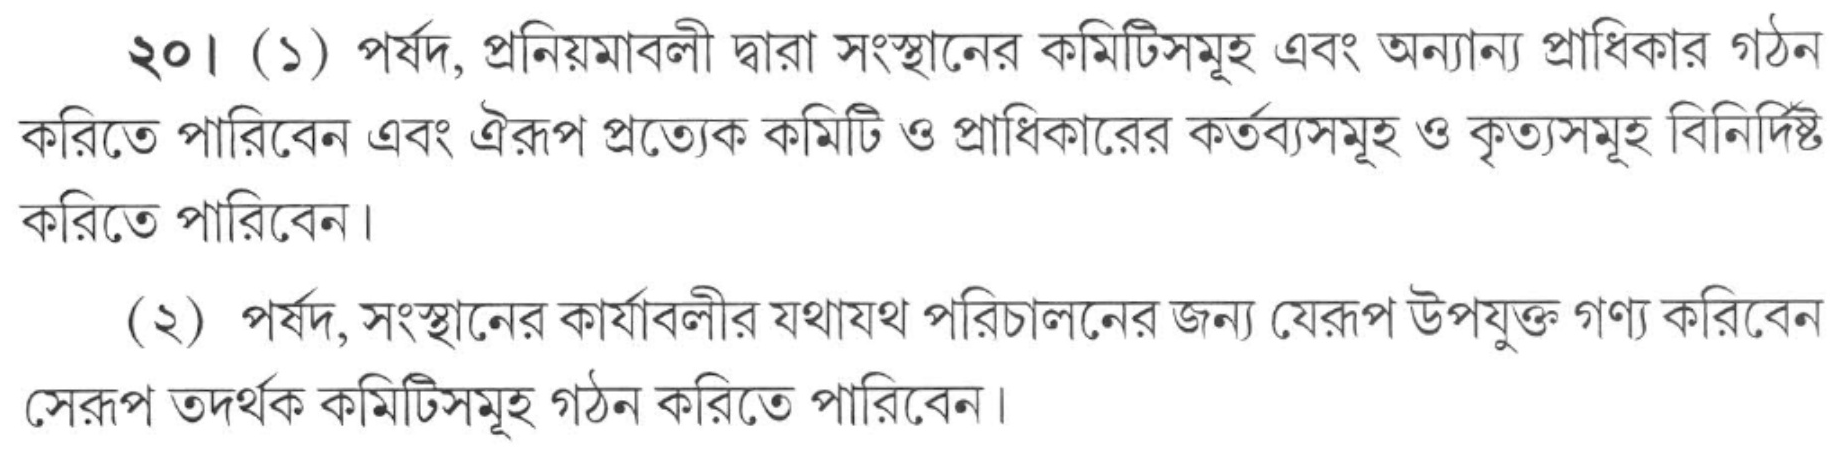 ২০। (১) পর্ষদ, প্রনিয়মাবলী দ্বারা সংস্থানের কমিটিসমূহ এবং অন্যান্য প্রাধিকার গঠন
করিতে পারিবেন এবং ঐরূপ প্রত্যেক কমিটি ও প্রাধিকারের কর্তব্যসমূহ ও কৃত্যসমূহ বিনির্দিষ্ট
করিতে পারিবেন।
(২) পর্ষদ, সংস্থানের কার্যাবলীর যথাযথ পরিচালনের জন্য যেরূপ উপযুক্ত গণ্য করিবেন
সেরূপ তদর্থক কমিটিসমূহ গঠন করিতে পারিবেন।